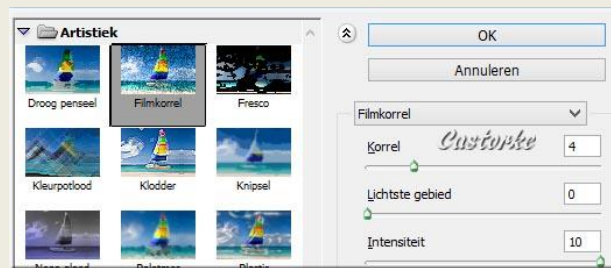 Artistiek
Droog penseel
Filmkorrel
Fresco
Kleurpotlood
Klodder
Knipsel
OK
Annuleren
Filmkorrel
Korrel
Castorke
4
Lichtste gebied
0
Intensiteit
10